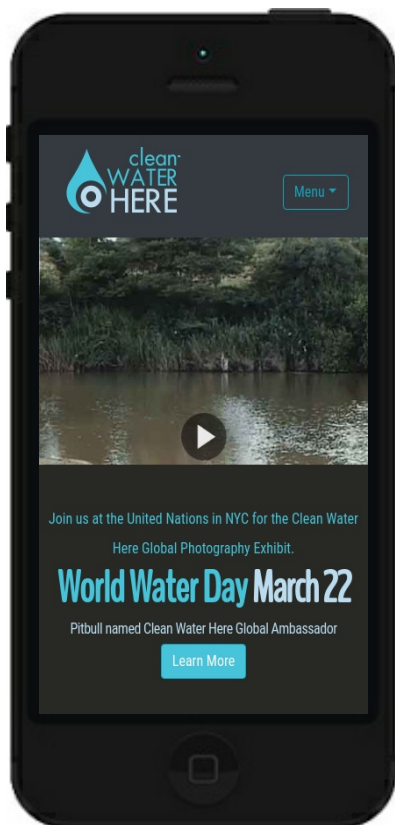 clean
WATER
HERE
Menu
Join us at the United Nations in NYC for the Clean Water
Here Global Photography Exhibit.
World Water Day March 22
Pitbull named Clean Water Here Global Ambassador
Learn More